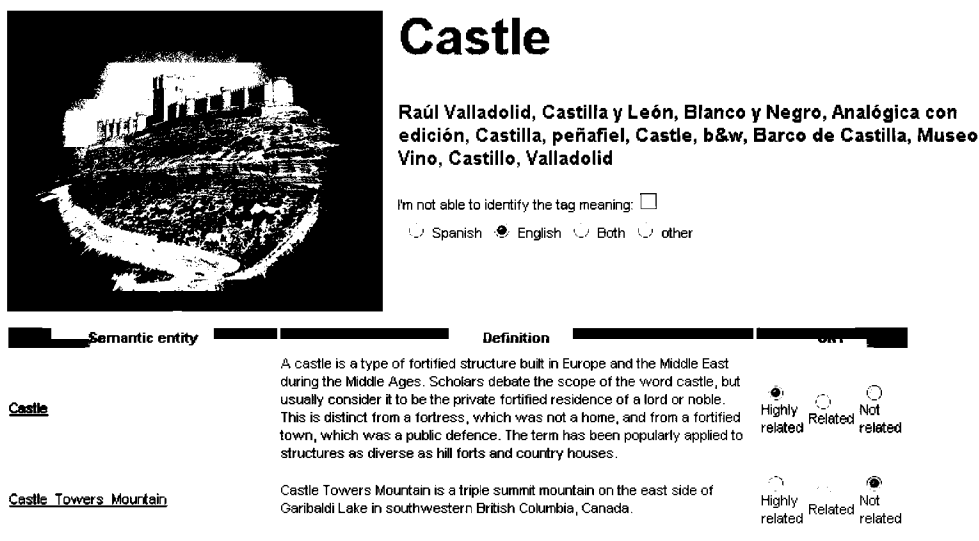 Castle
Raúl Valladolid, Castilla y León, Blanco y Negro, Analógica con
edición, Castilla, peñafiel, Castle, b&w, Barco de Castilla, Museo
Vino, Castillo, Valladolid
I'm not able to identify the tag meaning:
Spanish English Both other
Semantic entity Definition
A castle is a type of fortified structure built in Europe and the Middle East
during the Middle Ages. Scholars debate the scope of the word castle, but
usually consider it to be the private fortified residence of a lord or noble.
This is distinct from a fortress, which was not a home, and from a fortified
town, which was a public defence. The term has been popularly applied to
structures as diverse as hill forts and country houses.
Castle
Highly related Related Not related
Castle Towers Mountain
Castle Towers Mountain is a triple summit mountain on the east side of
Garibaldi Lake in southwestern British Columbia, Canada.
Highly related Related Not related